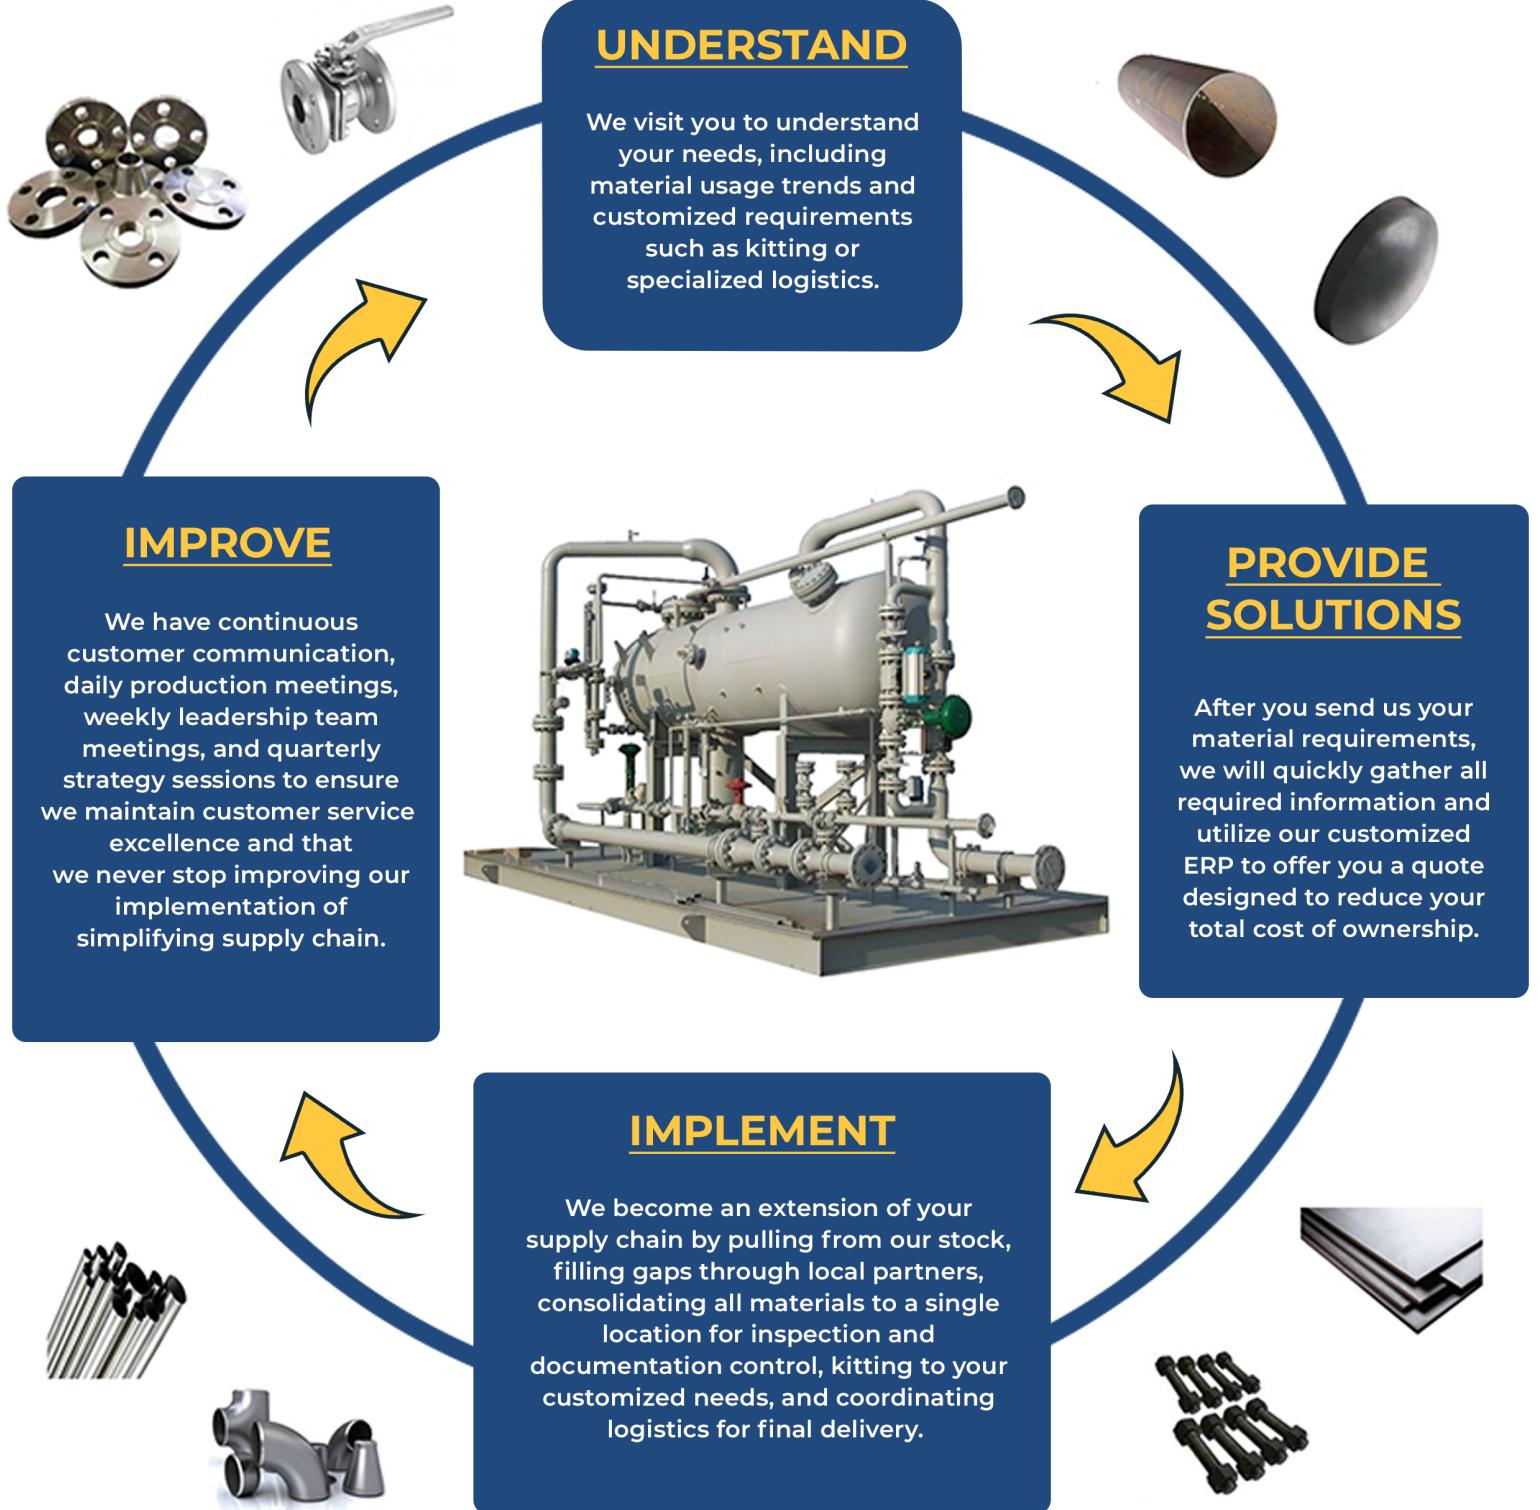 UNDERSTAND
We visit you to understand
your needs, including
material usage trends and
customized requirements
such as kitting or
specialized logistics.
PROVIDE
SOLUTIONS
After you send us your
material requirements,
we will quickly gather all
required information and
utilize our customized
ERP to offer you a quote
designed to reduce your
total cost of ownership.
IMPLEMENT
We become an extension of your
supply chain by pulling from our stock,
filling gaps through local partners,
consolidating all materials to a single
location for inspection and
documentation control, kitting to your
customized needs, and coordinating
logistics for final delivery.
IMPROVE
We have continuous
customer communication,
daily production meetings,
weekly leadership team
meetings, and quarterly
strategy sessions to ensure
we maintain customer service
excellence and that
we never stop improving our
implementation of
simplifying supply chain.